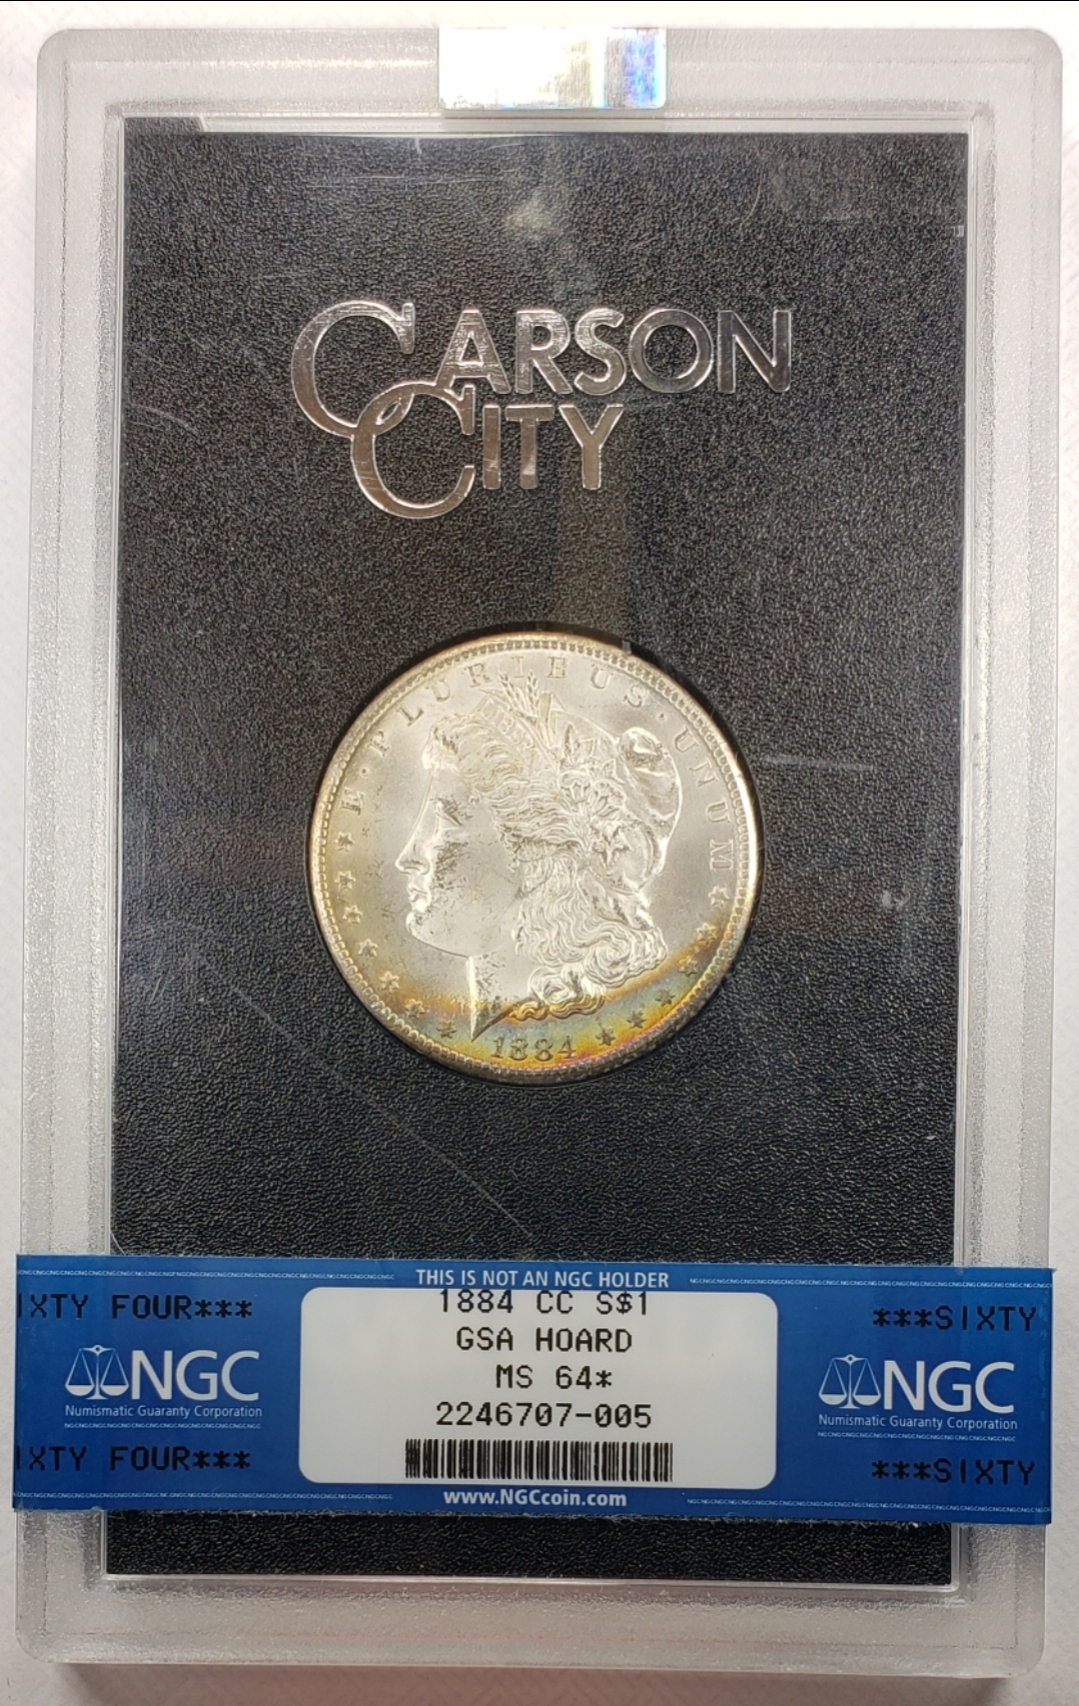 CARSON
CITY
E·PLURIBUS·UNUM
1884
THIS IS NOT AN NGC HOLDER
IXTY FOUR***
1884 CC S$1
***SIXTY
GSA HOARD
NGC
MS 64*
NGC
Numismatic Guaranty Corporation
2246707-005
Numismatic Guaranty Corporation
IXTY FOUR***
***SIXTY
www.NGCcoin.com